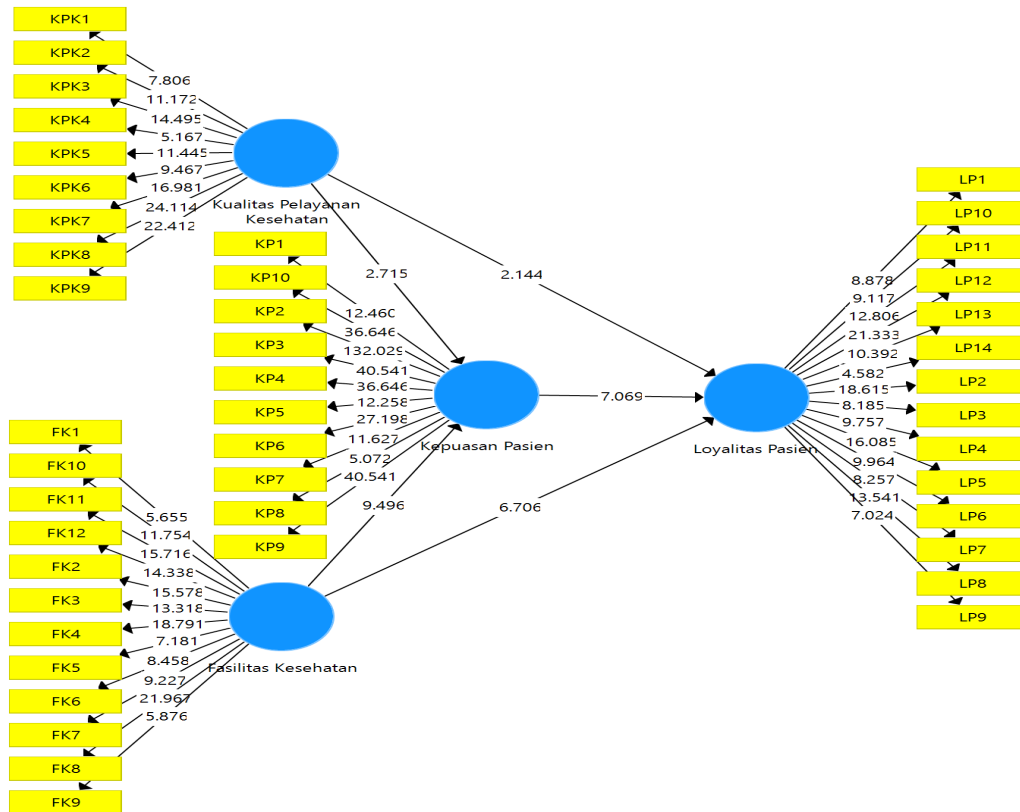 KPK1
KPK2
KPK3
KPK4
KPK5
KPK6
KPK7
KPK8
KPK9
7.806
11.172
14.495
5.167
11.445
9.467
16.981
24.114
22.412
Kualitas Pelayanan
Kesehatan
2.715
2.144
KP1
KP10
KP2
KP3
KP4
KP5
KP6
KP7
KP8
KP9
12.460
36.646
132.029
40.541
36.646
12.258
27.198
11.627
5.072
40.541
Kepuasan Pasien
7.069
9.496
6.706
FK1
FK10
FK11
FK12
FK2
FK3
FK4
FK5
FK6
FK7
FK8
FK9
5.655
11.754
15.716
14.338
15.578
13.318
18.791
7.181
8.458
9.227
21.967
5.876
Fasilitas Kesehatan
Loyalitas Pasien
8.878
9.117
12.806
21.333
10.392
4.582
18.615
8.185
9.757
16.085
9.964
8.257
13.541
7.024
LP1
LP10
LP11
LP12
LP13
LP14
LP2
LP3
LP4
LP5
LP6
LP7
LP8
LP9